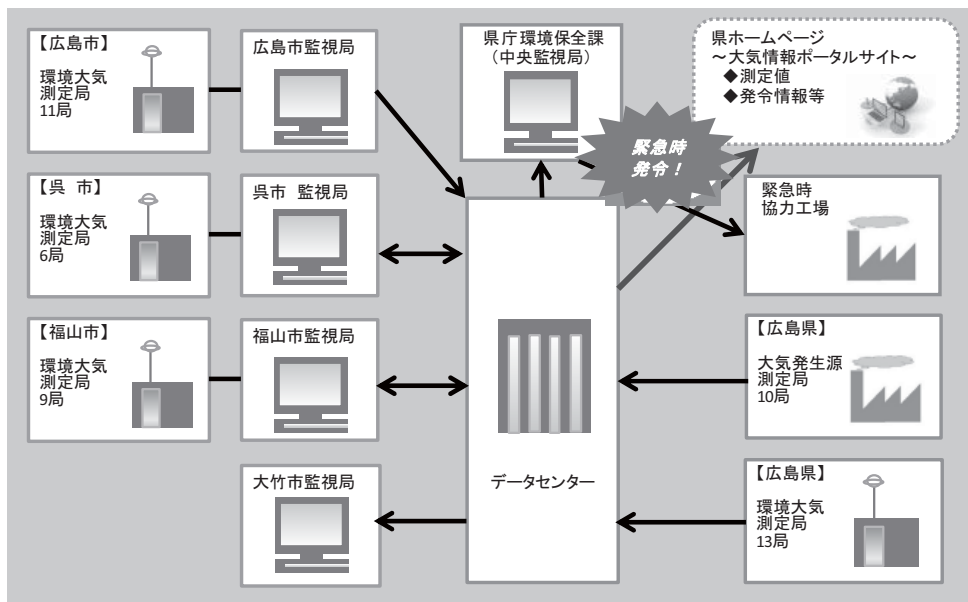 【広島市】
環境大気
測定局
11局
広島市監視局
【呉 市】
環境大気
測定局
6局
呉市 監視局
【福山市】
環境大気
測定局
9局
福山市監視局
大竹市監視局
県庁環境保全課
（中央監視局）
緊急時
発令！
データセンター
県ホームページ
～大気情報ポータルサイト～
◆測定値
◆発令情報等
緊急時
協力工場
【広島県】
大気発生源
測定局
10局
【広島県】
環境大気
測定局
13局